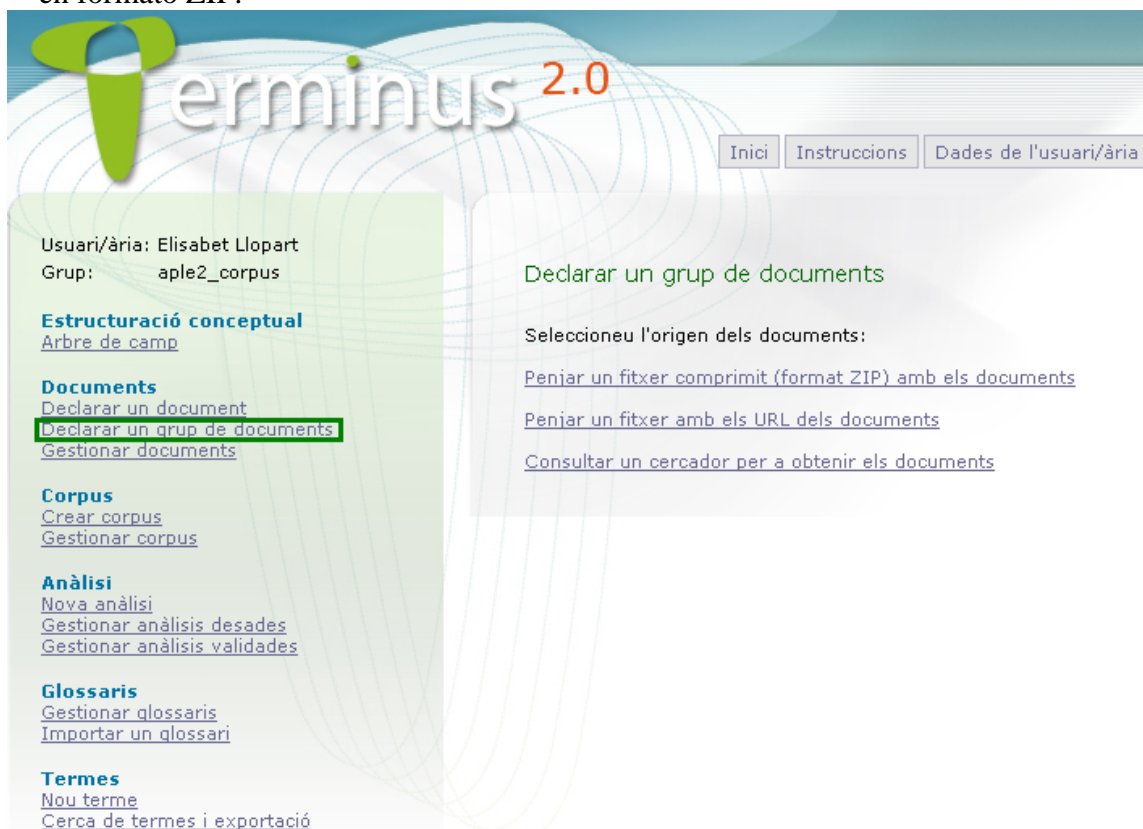 en formato ZIP.
Terminus 2.0
Inici Instruccions Dades de l'usuari/ària
Usuari/ària: Elisabet Llopart
Grup: aple2_corpus
Estructuració conceptual
Arbre de camp
Documents
Declarar un document
Declarar un grup de documents
Gestionar documents
Corpus
Crear corpus
Gestionar corpus
Anàlisi
Nova anàlisi
Gestionar anàlisis desades
Gestionar anàlisis validades
Glossaris
Gestionar glossaris
Importar un glossari
Termes
Nou terme
Cerca de termes i exportació
Declarar un grup de documents
Seleccioneu l'origen dels documents:
Penjar un fitxer comprimit (format ZIP) amb els documents
Penjar un fitxer amb els URL dels documents
Consultar un cercador per a obtenir els documents